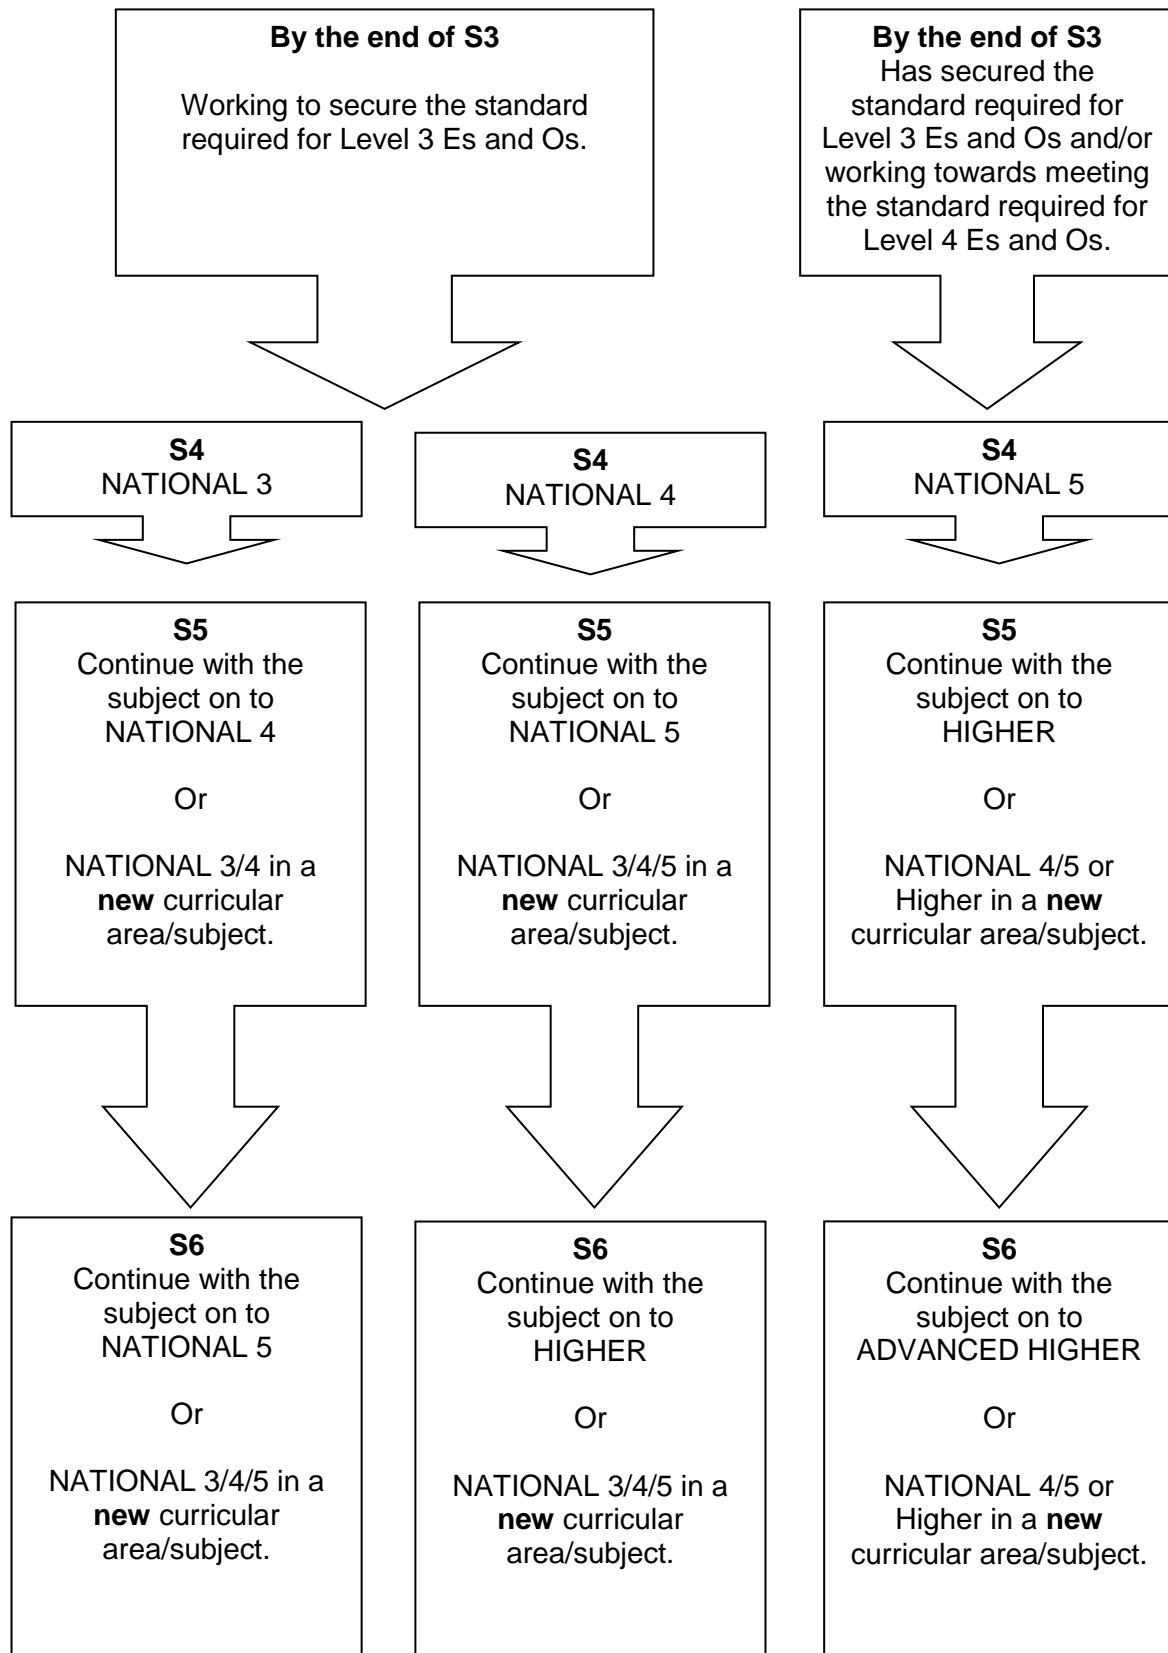 By the end of S3
Working to secure the standard
required for Level 3 Es and Os.
By the end of S3
Has secured the
standard required for
Level 3 Es and Os and/or
working towards meeting
the standard required for
Level 4 Es and Os.
S4
NATIONAL 3
S4
NATIONAL 4
S4
NATIONAL 5
S5
Continue with the
subject on to
NATIONAL 4
Or
NATIONAL 3/4 in a
new curricular
area/subject.
S5
Continue with the
subject on to
NATIONAL 5
Or
NATIONAL 3/4/5 in a
new curricular
area/subject.
S5
Continue with the
subject on to
HIGHER
Or
NATIONAL 4/5 or
Higher in a new
curricular area/subject.
S6
Continue with the
subject on to
NATIONAL 5
Or
NATIONAL 3/4/5 in a
new curricular
area/subject.
S6
Continue with the
subject on to
HIGHER
Or
NATIONAL 3/4/5 in a
new curricular
area/subject.
S6
Continue with the
subject on to
ADVANCED HIGHER
Or
NATIONAL 4/5 or
Higher in a new
curricular area/subject.